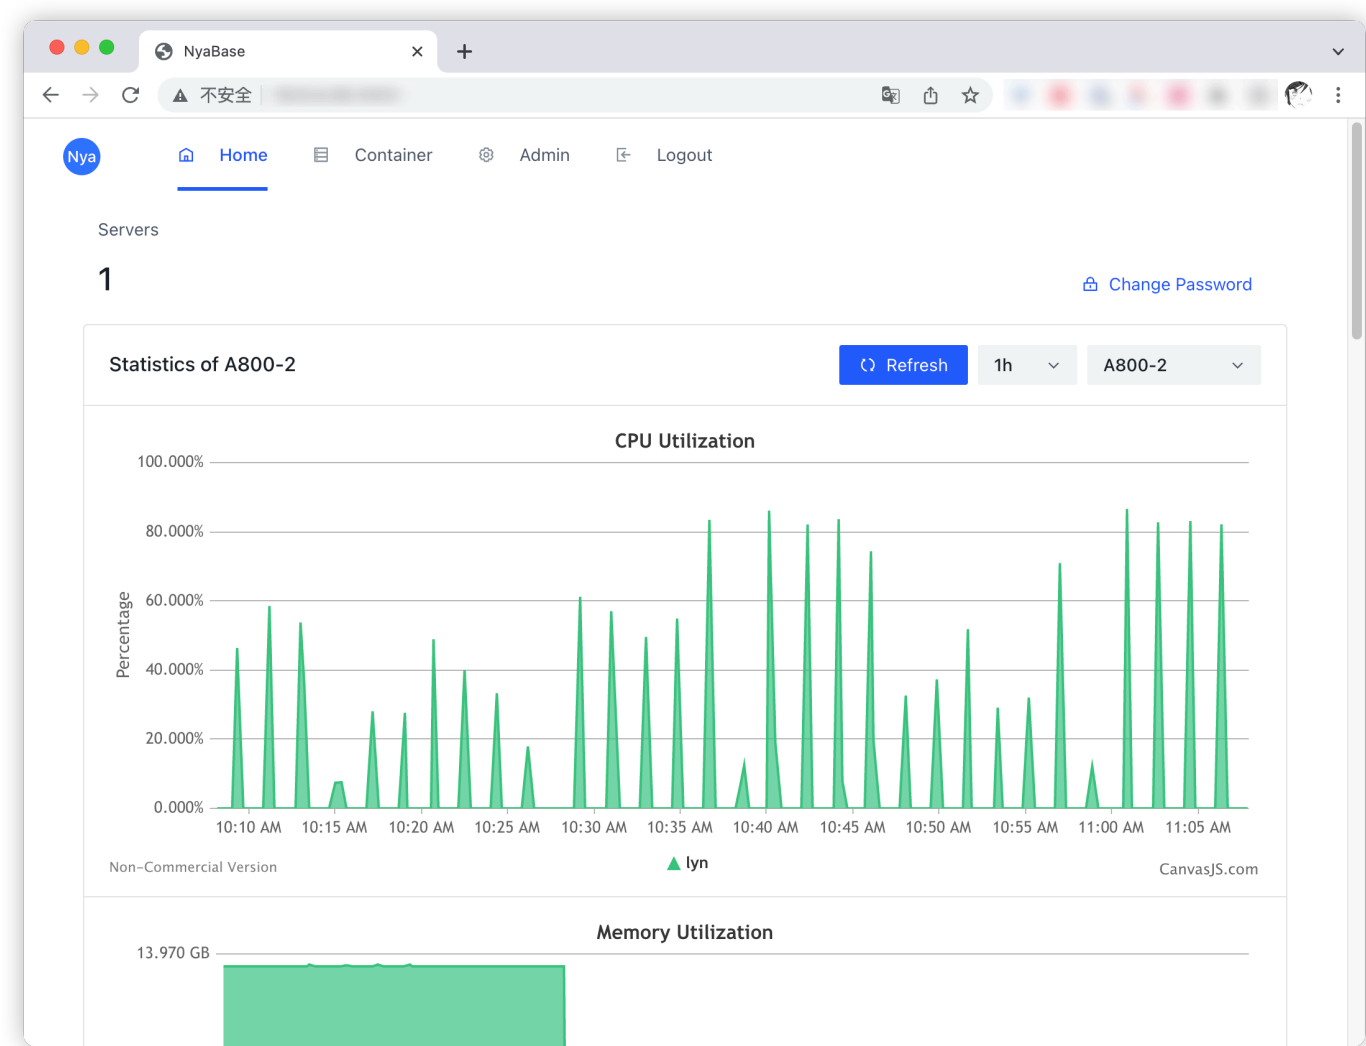 NyaBase
不安全
Nya Home Container Admin Logout
Servers
1
Change Password
Statistics of A800-2 Refresh 1h A800-2
CPU Utilization
100.000%
80.000%
60.000%
40.000%
20.000%
0.000%
Percentage
10:10 AM 10:15 AM 10:20 AM 10:25 AM 10:30 AM 10:35 AM 10:40 AM 10:45 AM 10:50 AM 10:55 AM 11:00 AM 11:05 AM
lyn
Non-Commercial Version CanvasJS.com
Memory Utilization
13.970 GB